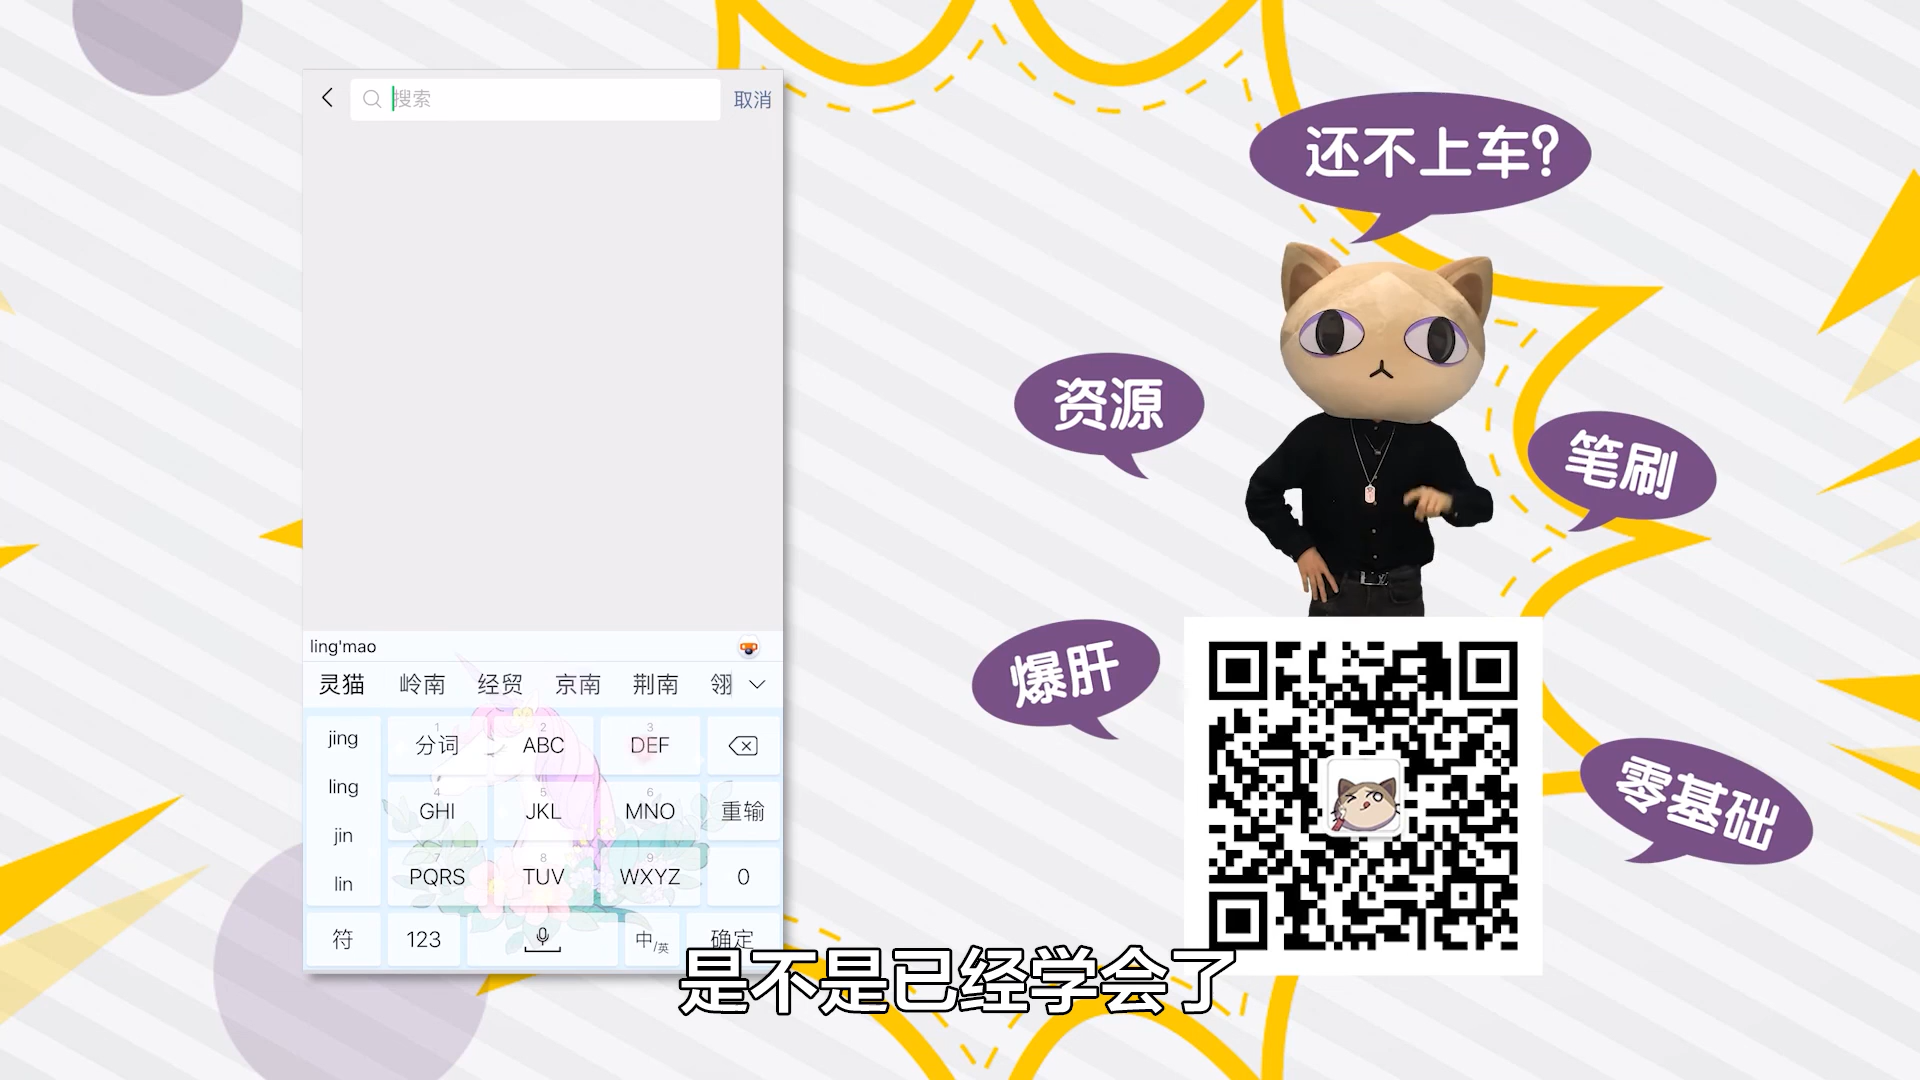 搜索
取消
还不上车?
资源
笔刷
爆肝
零基础
ling'mao
灵猫 岭南 经贸 京南 荆南 翎
jing
ling
jin
lin
1 分词
2 ABC
3 DEF
4 GHI
5 JKL
6 MNO
重输
7 PQRS
8 TUV
9 WXYZ
0
符
123
中/英
确定
是不是已经学会了